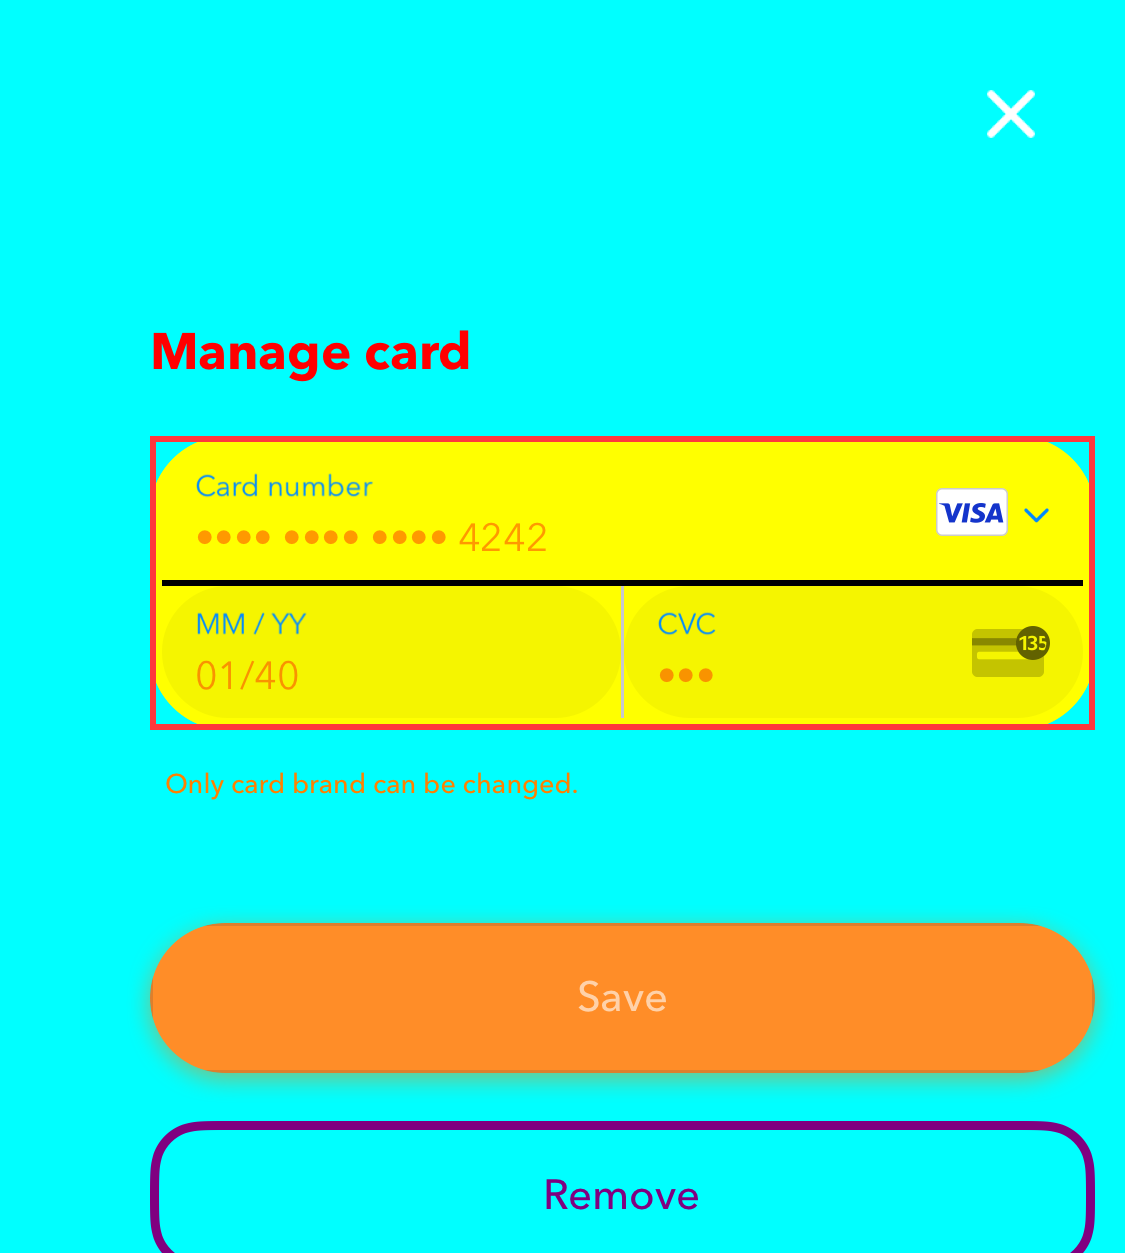 Manage card
Card number
VISA
•••• •••• •••• 4242
MM / YY
CVC
01/40
•••
135
Only card brand can be changed.
Save
Remove